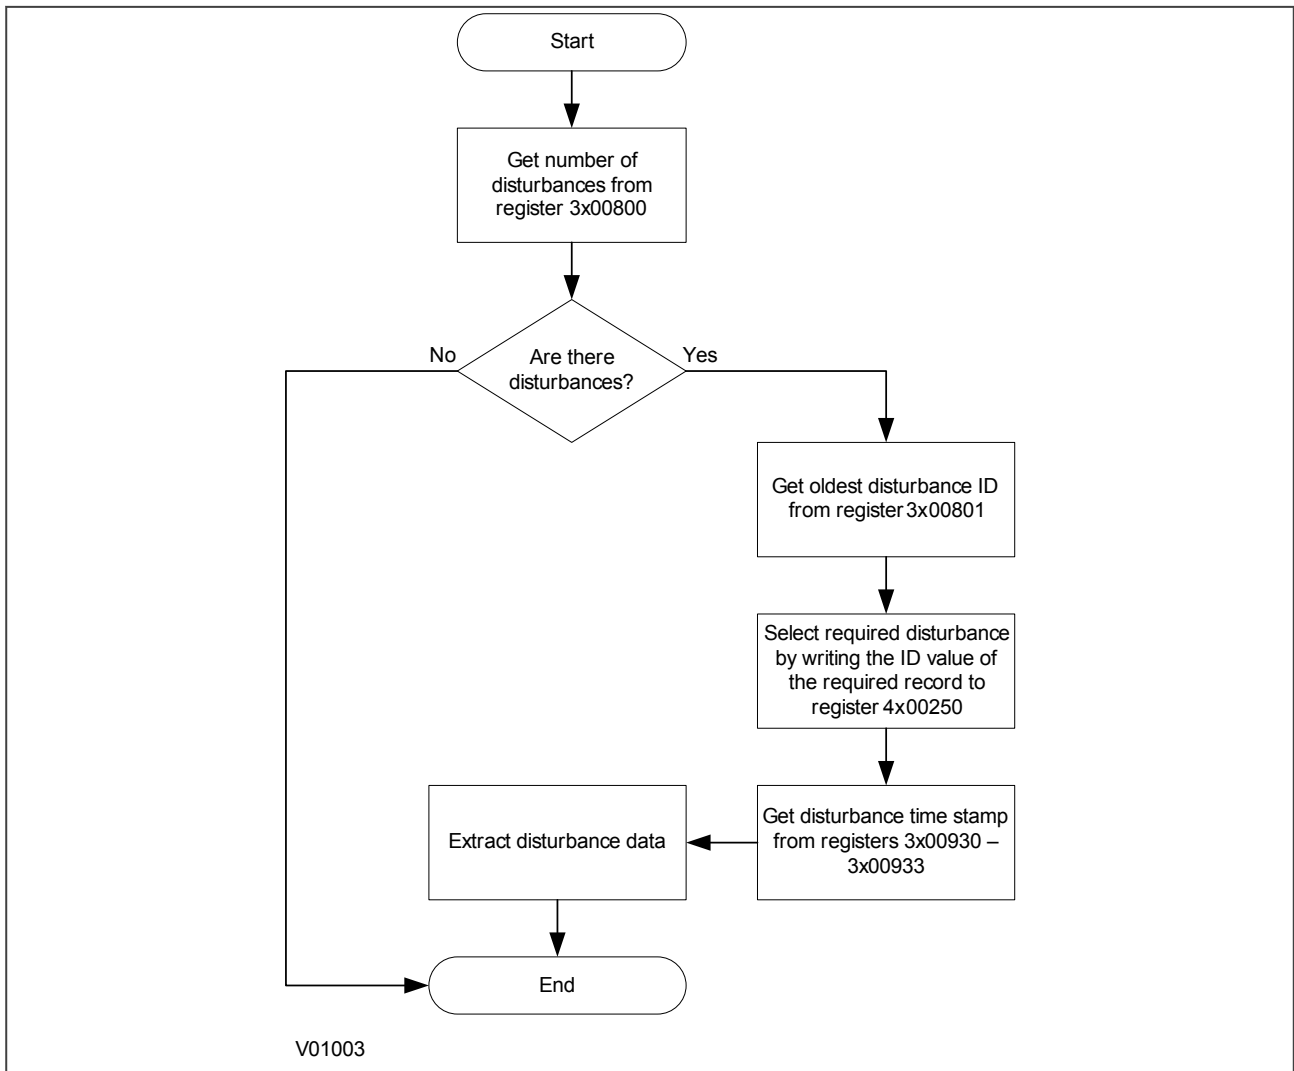 Start
Get number of
disturbances from
register 3x00800
Are there
disturbances?
No
Yes
Get oldest disturbance ID
from register 3x00801
Select required disturbance
by writing the ID value of
the required record to
register 4x00250
Get disturbance time stamp
from registers 3x00930 –
3x00933
Extract disturbance data
End
V01003